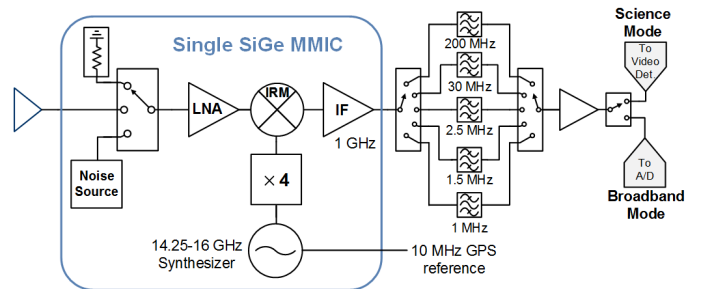 Single SiGe MMIC
Noise
Source
LNA
IRM
IF
1 GHz
× 4
14.25-16 GHz
Synthesizer
10 MHz GPS
reference
200 MHz
30 MHz
2.5 MHz
1.5 MHz
1 MHz
Science
Mode
To
Video
Det.
To
A/D
Broadband
Mode